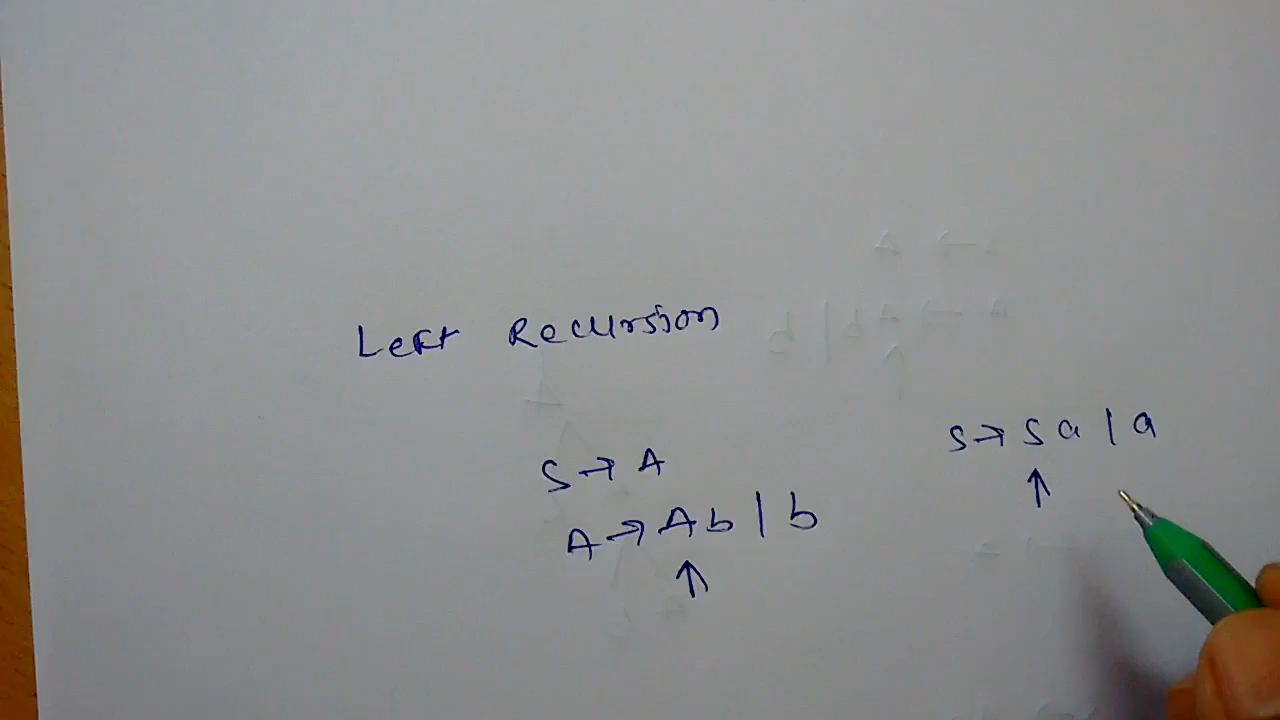 Left Recursion
S → A
A → Ab | b
↑
S → Sa | a
↑